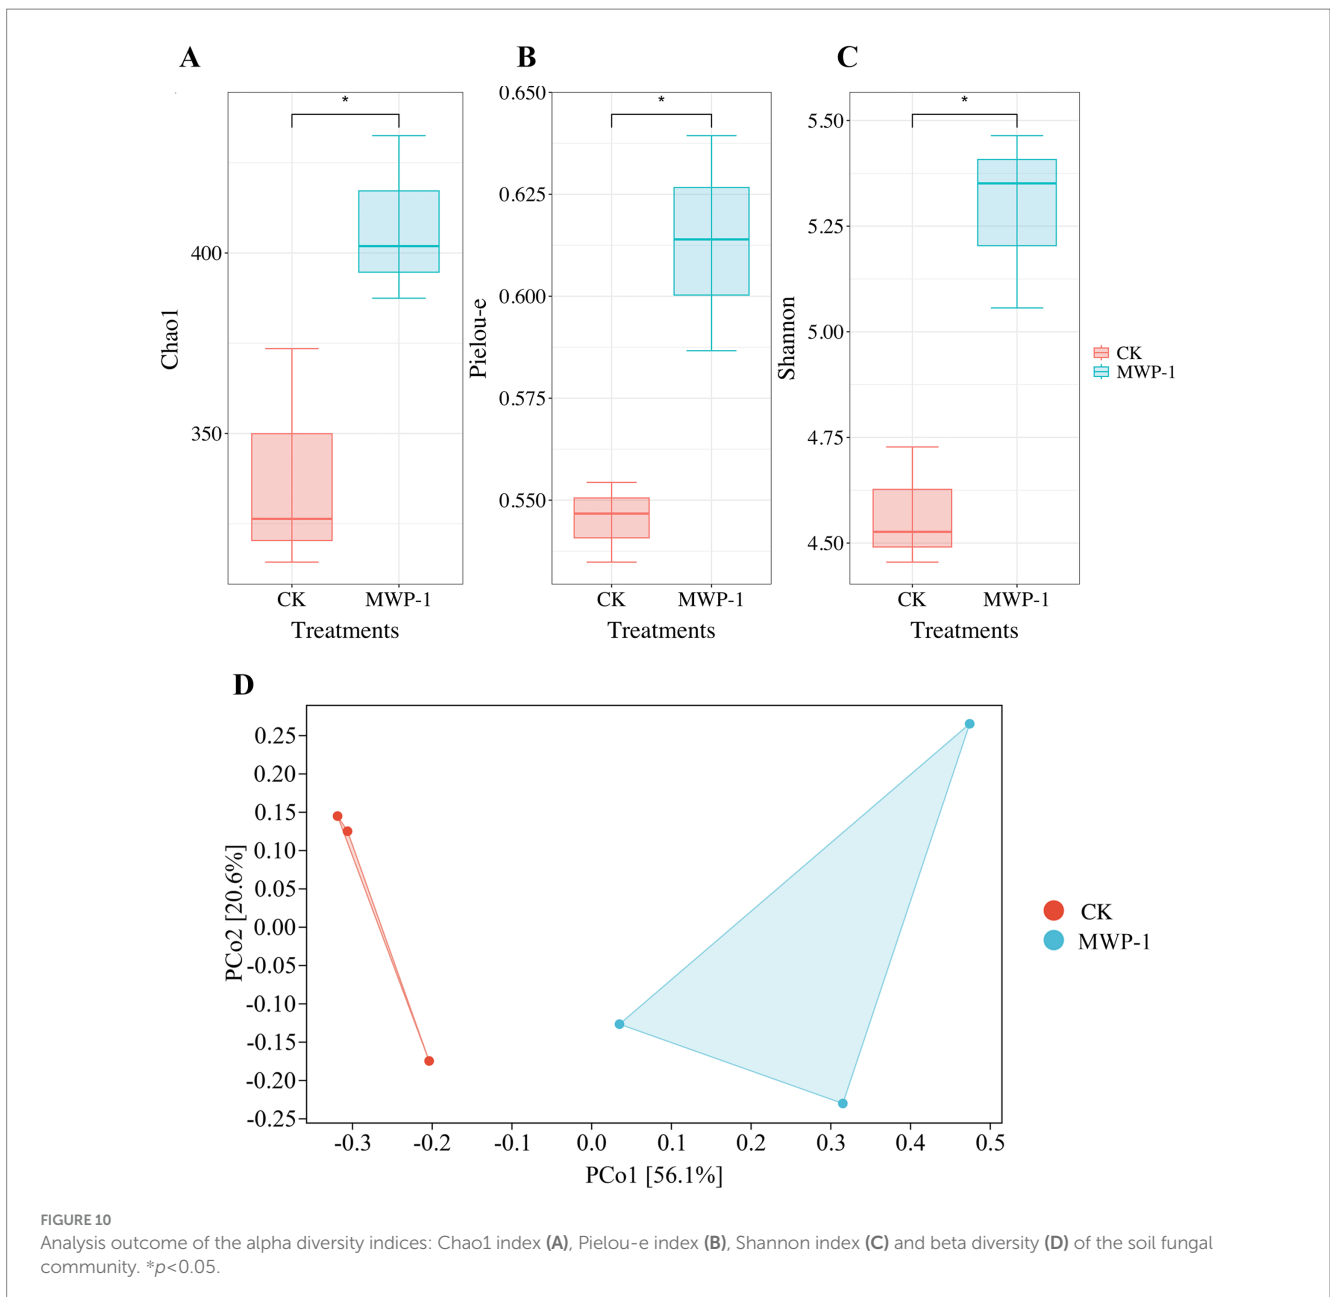 A
B
C
*
*
*
400
350
Chao1
CK
MWP-1
Treatments
0.650
0.625
0.600
0.575
0.550
Pielou-e
CK
MWP-1
Treatments
5.50
5.25
5.00
4.75
4.50
Shannon
CK
MWP-1
Treatments
CK
MWP-1
D
0.25
0.20
0.15
0.10
0.05
0.00
-0.05
-0.10
-0.15
-0.20
-0.25
PCo2 [20.6%]
-0.3
-0.2
-0.1
0.0
0.1
0.2
0.3
0.4
0.5
PCo1 [56.1%]
CK
MWP-1
FIGURE 10
Analysis outcome of the alpha diversity indices: Chao1 index (A), Pielou-e index (B), Shannon index (C) and beta diversity (D) of the soil fungal
community. *p<0.05.